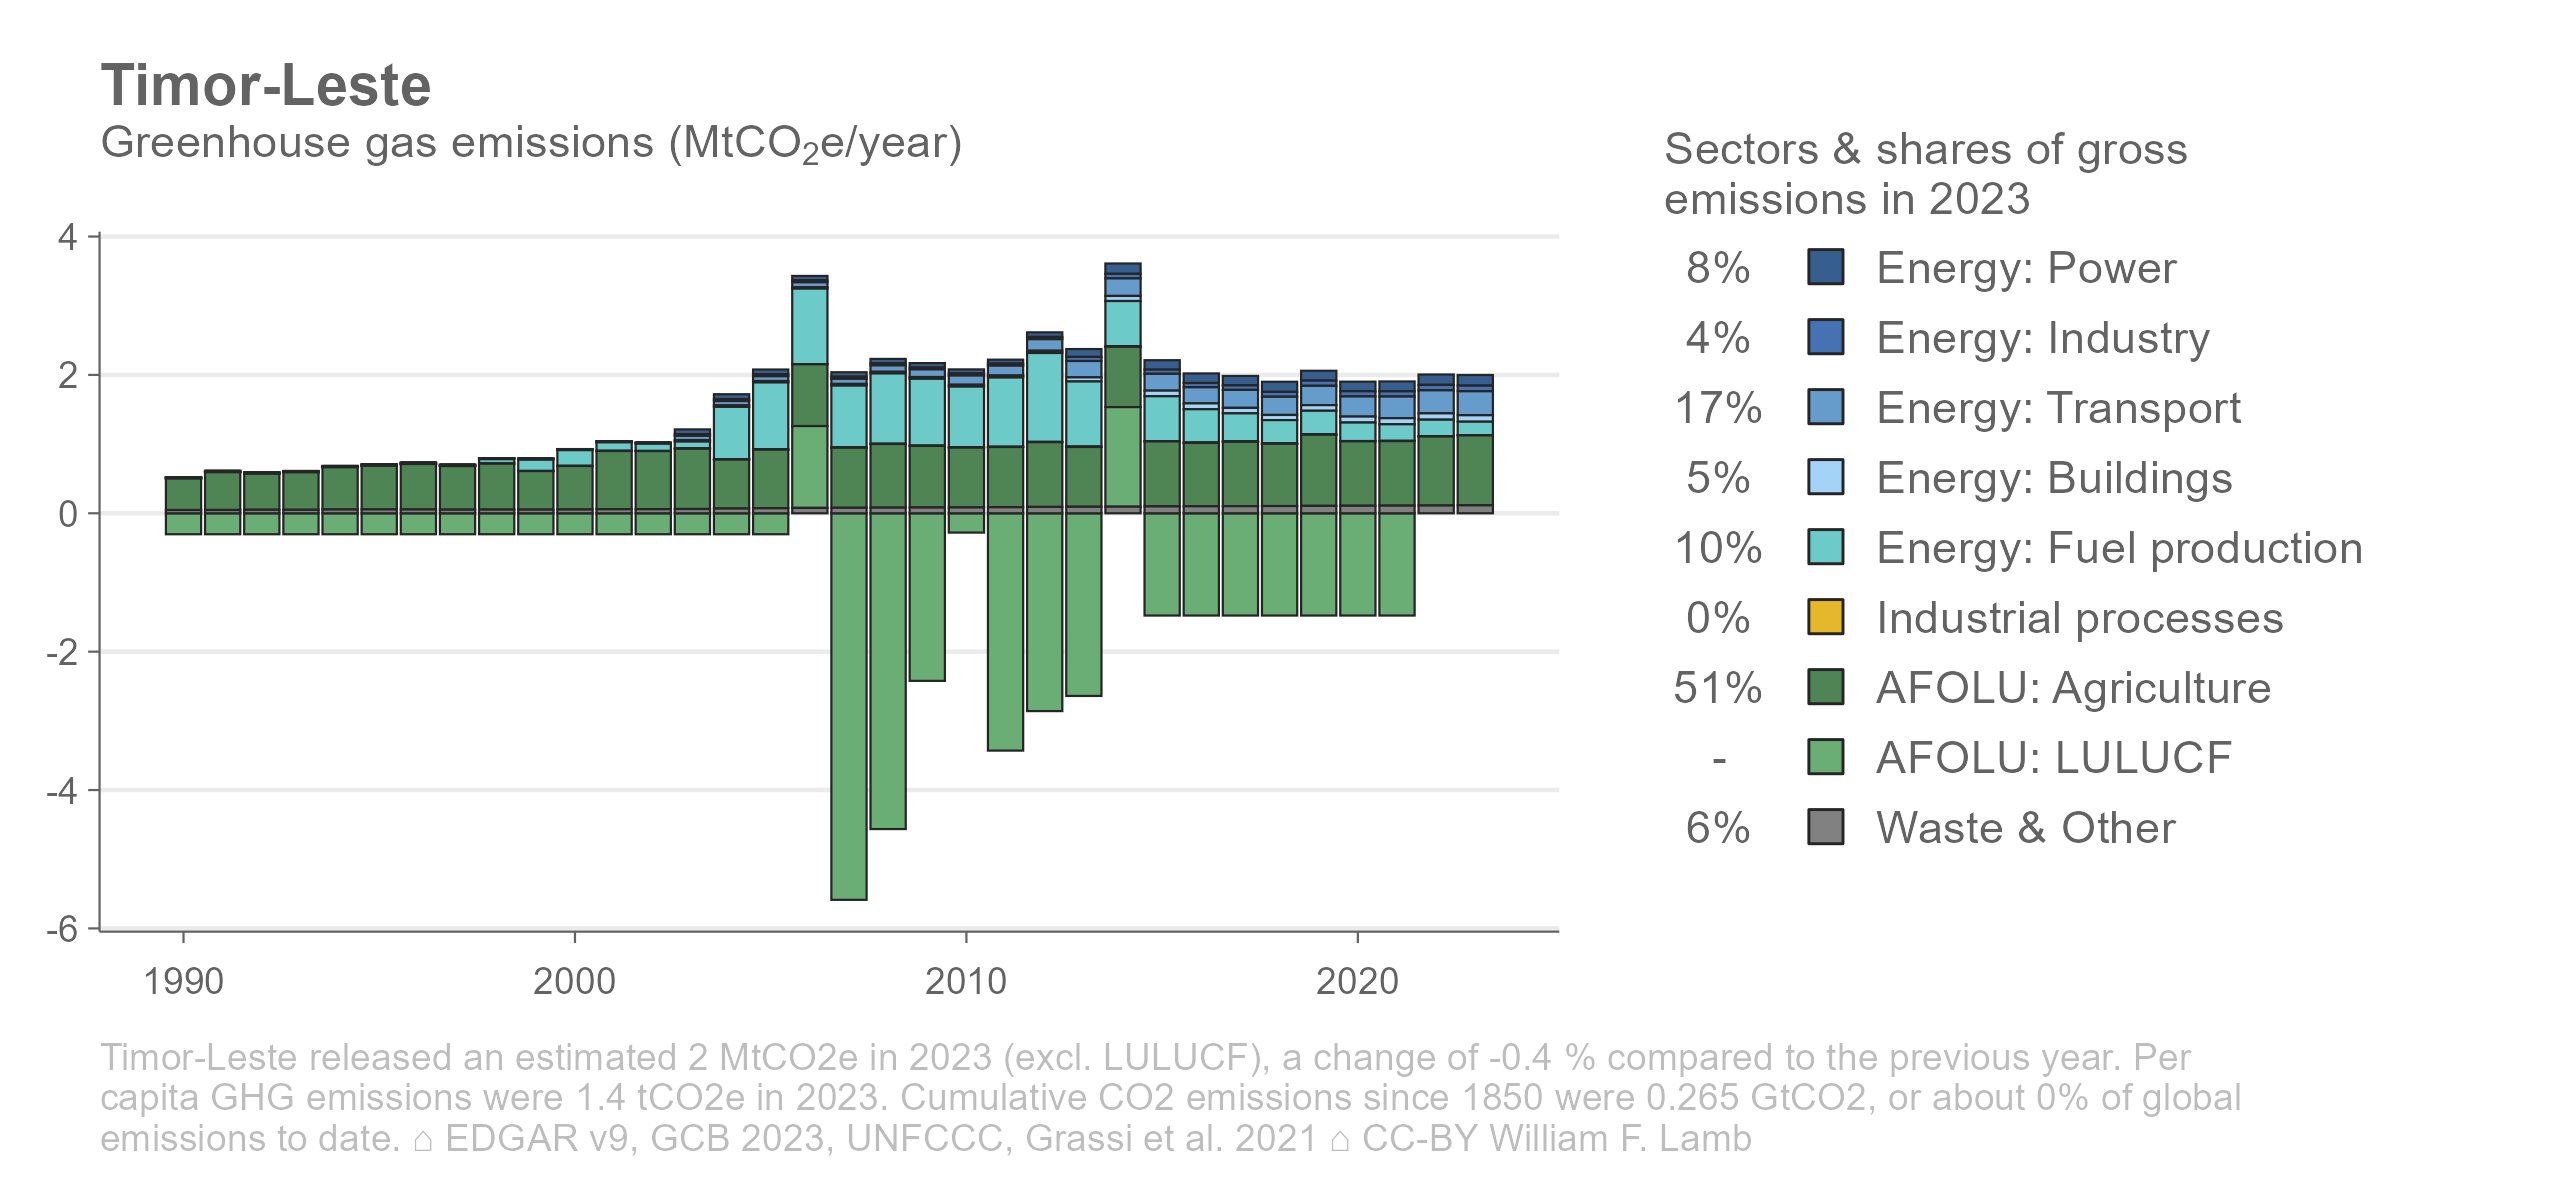 Timor-Leste
Greenhouse gas emissions (MtCO₂e/year)
4
2
0
-2
-4
-6
1990
2000
2010
2020
Sectors & shares of gross
emissions in 2023
8% Energy: Power
4% Energy: Industry
17% Energy: Transport
5% Energy: Buildings
10% Energy: Fuel production
0% Industrial processes
51% AFOLU: Agriculture
- AFOLU: LULUCF
6% Waste & Other
Timor-Leste released an estimated 2 MtCO2e in 2023 (excl. LULUCF), a change of -0.4 % compared to the previous year. Per
capita GHG emissions were 1.4 tCO2e in 2023. Cumulative CO2 emissions since 1850 were 0.265 GtCO2, or about 0% of global
emissions to date. ⌂ EDGAR v9, GCB 2023, UNFCCC, Grassi et al. 2021 ⌂ CC-BY William F. Lamb